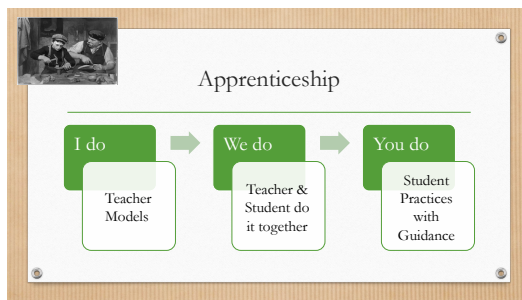 Apprenticeship
I do
Teacher
Models
We do
Teacher &
Student do
it together
You do
Student
Practices
with
Guidance